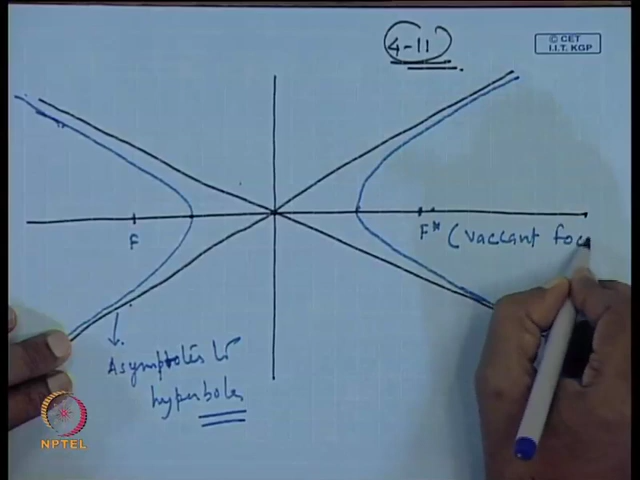 4-11
© CET
I.I.T. KGP
F
F* (vaccant foc
Asymptotes to
hyperbola
NPTEL